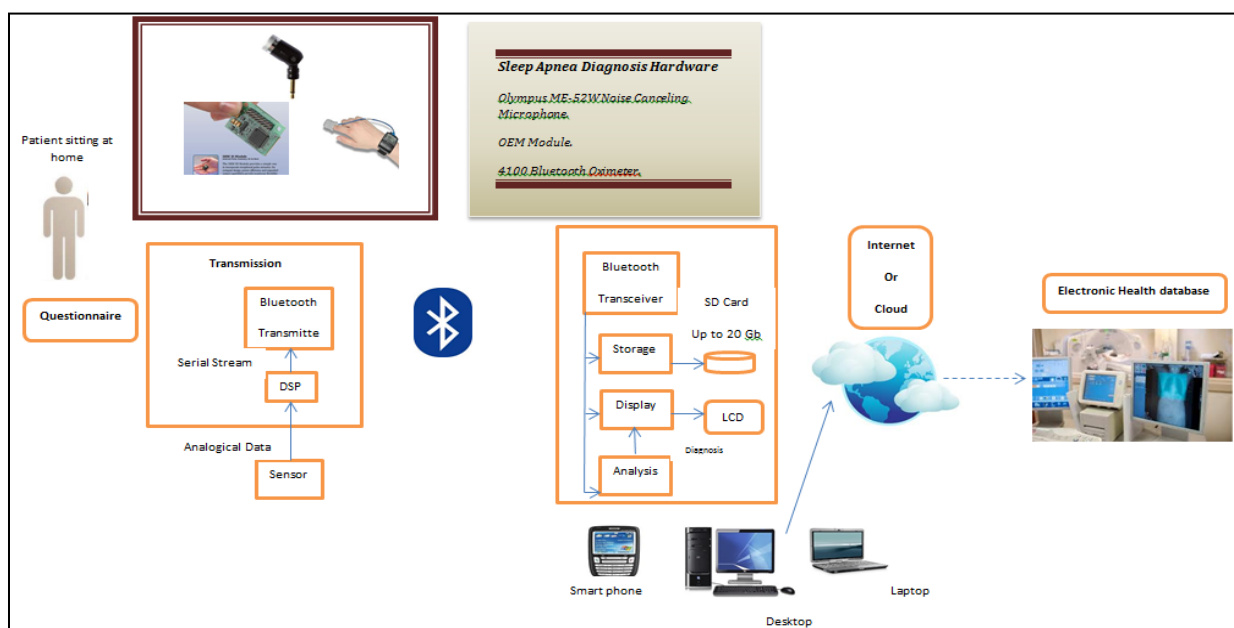 Sleep Apnea Diagnosis Hardware
Olympus ME-52W Noise Canceling
Microphone.
OEM Module.
4100 Bluetooth Oximeter.
Patient sitting at
home
Questionnaire
Transmission
Bluetooth
Transmitte
Serial Stream
DSP
Analogical Data
Sensor
Bluetooth
Transceiver
SD Card
Up to 20 Gb
Storage
Display
LCD
Diagnosis
Analysis
Smart phone
Desktop
Laptop
Internet
Or
Cloud
Electronic Health database